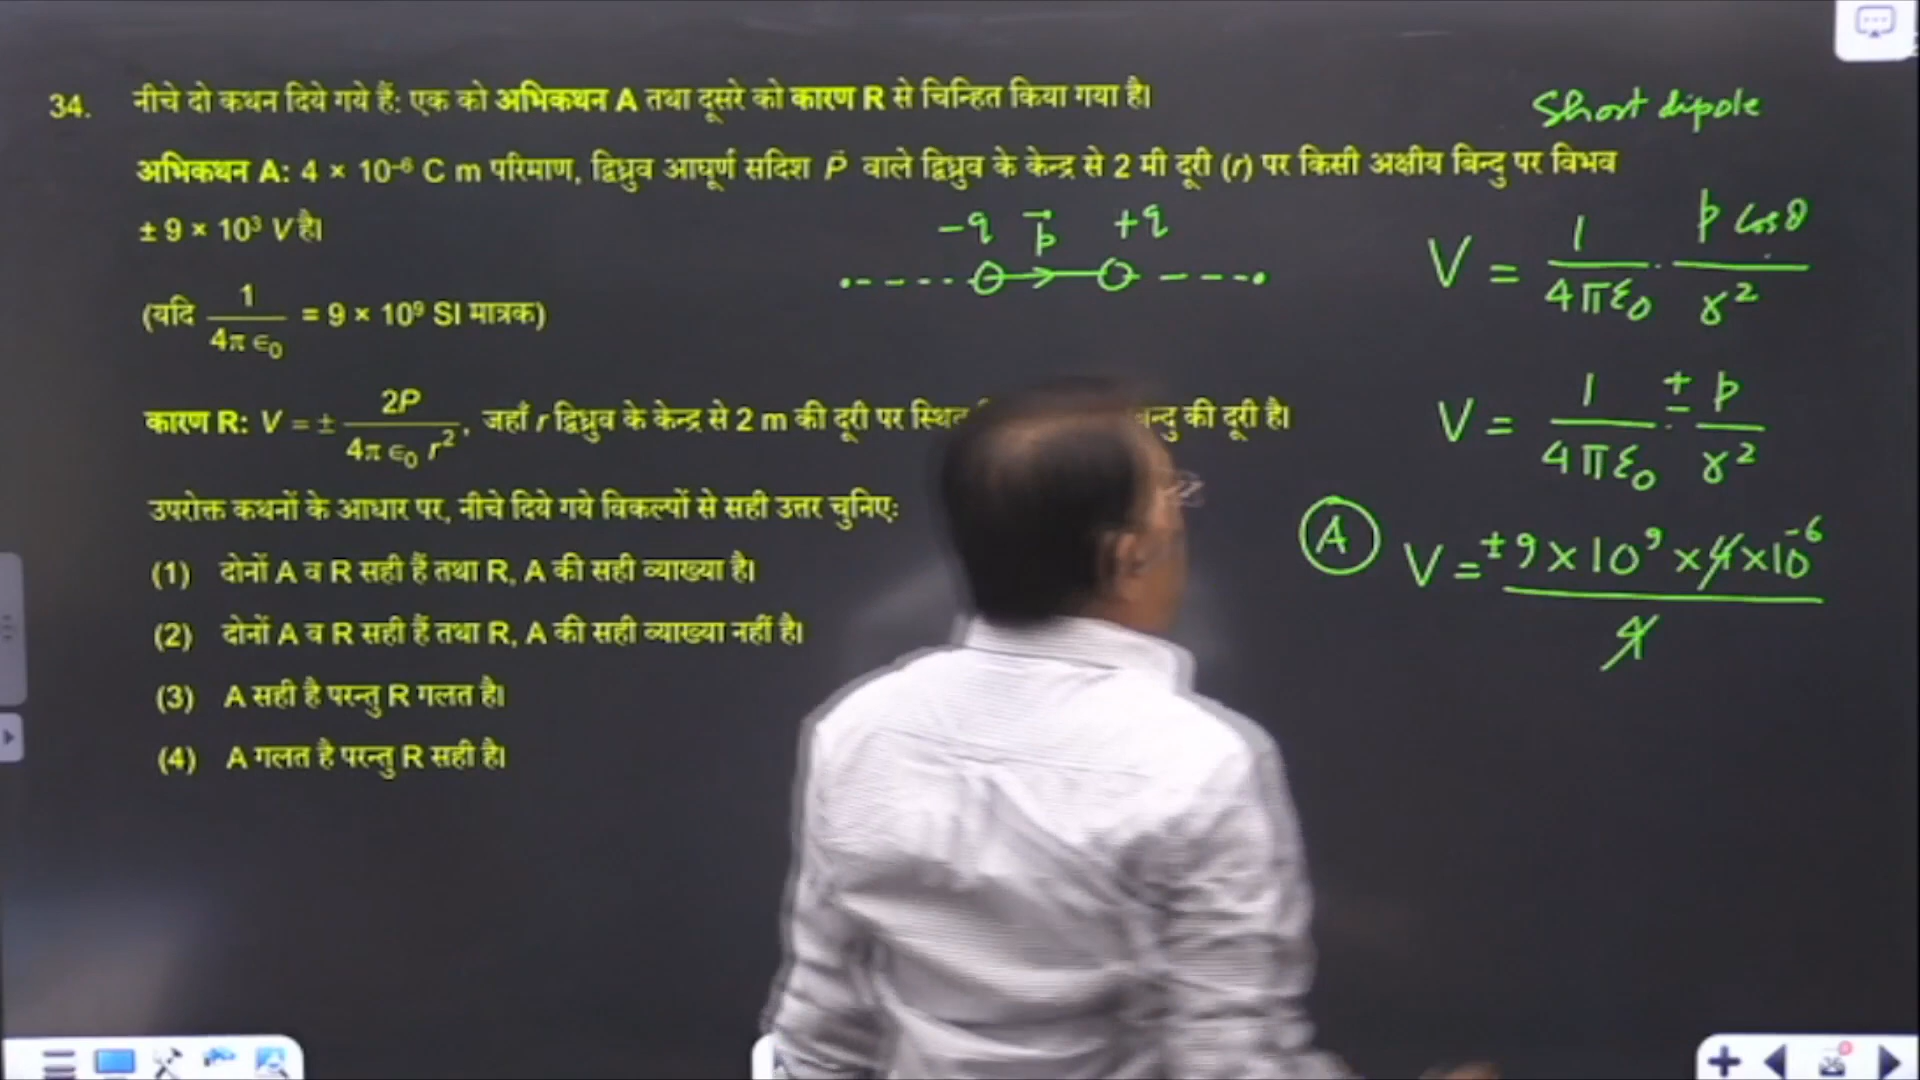 34. नीचे दो कथन दिये गये हैं: एक को अभिकथन A तथा दूसरे को कारण R से चिन्हित किया गया है।
अभिकथन A: 4 × 10⁻⁶ C m परिमाण, द्विध्रुव आघूर्ण सदिश P⃗ वाले द्विध्रुव के केन्द्र से 2 मी दूरी (r) पर किसी अक्षीय बिन्दु पर विभव
± 9 × 10³ V है।
(यदि 1/4π ϵ₀ = 9 × 10⁹ SI मात्रक)
कारण R: V = ± 2P/4π ϵ₀ r², जहाँ r द्विध्रुव के केन्द्र से 2 m की दूरी पर स्थित की दूरी है।
उपरोक्त कथनों के आधार पर, नीचे दिये गये विकल्पों से सही उत्तर चुनिए:
(1) दोनों A व R सही हैं तथा R, A की सही व्याख्या है।
(2) दोनों A व R सही हैं तथा R, A की सही व्याख्या नहीं है।
(3) A सही है परन्तु R गलत है।
(4) A गलत है परन्तु R सही है।
-q p⃗ +q
Short dipole
V = 1/4πε₀ · p cosθ/r²
V = 1/4πε₀ · ± p/r²
A V = ± 9 × 10⁹ × 4 × 10⁻⁶ / 4